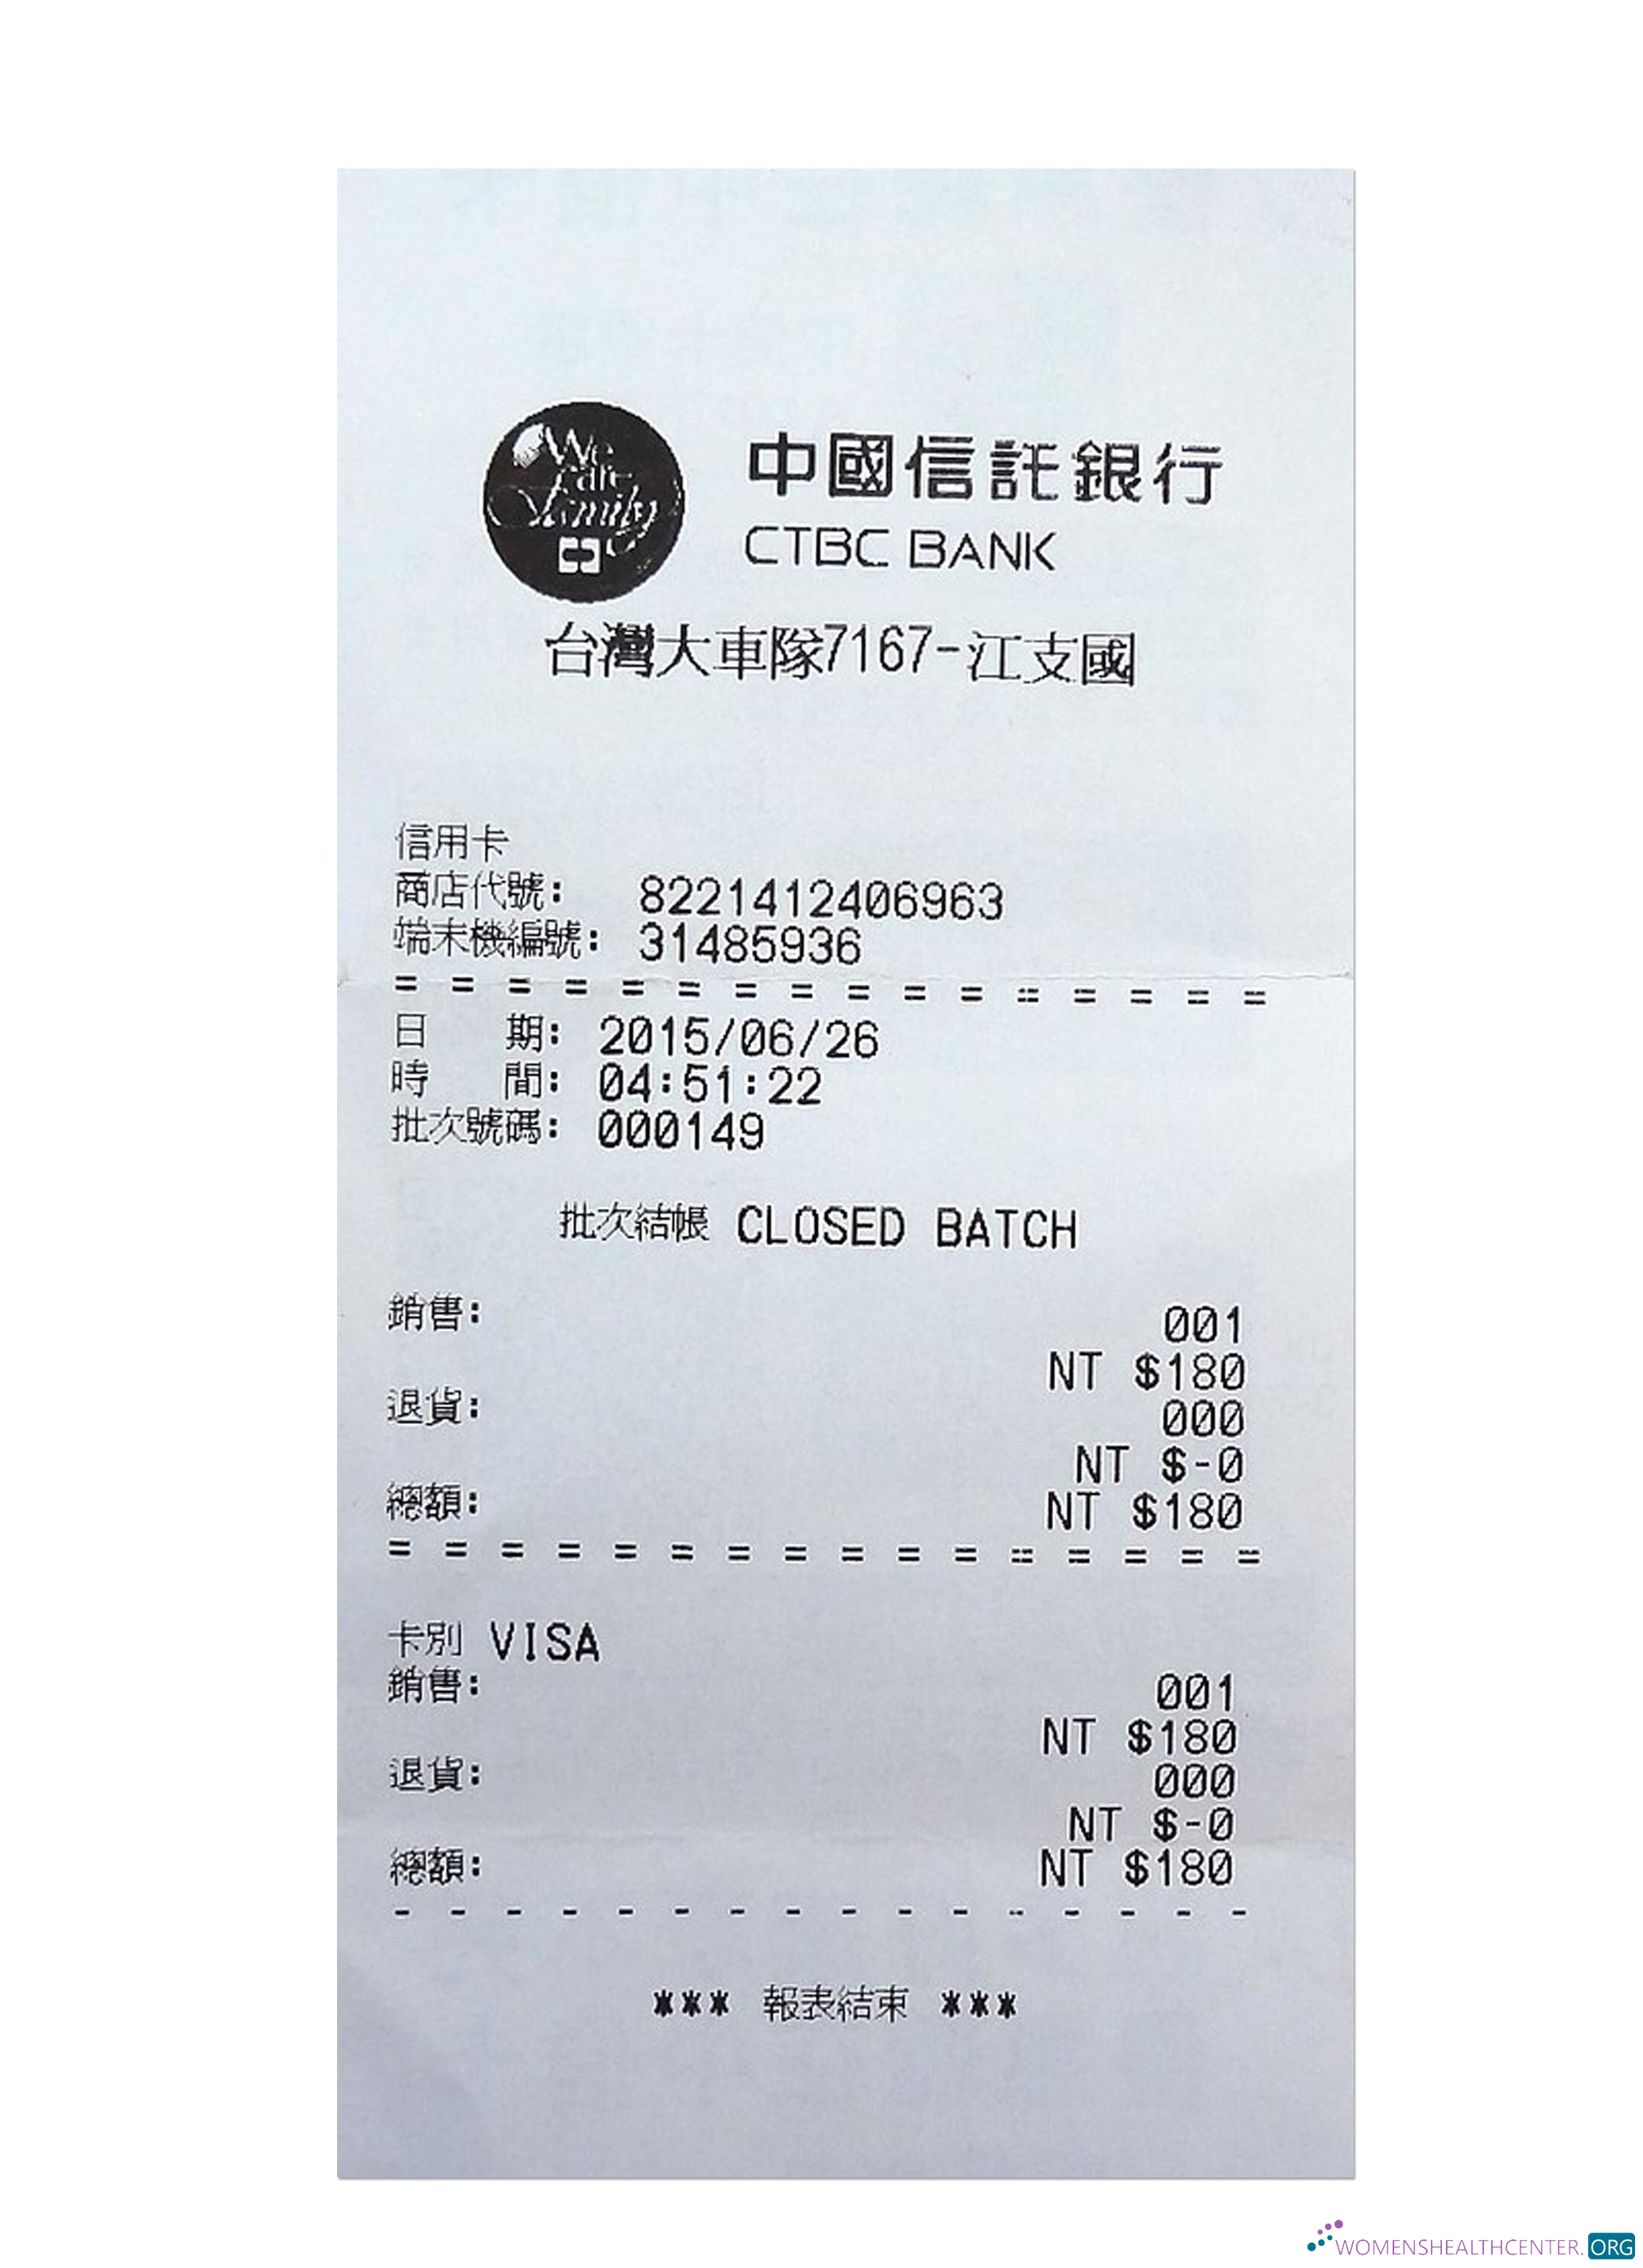 We are Family
中國信託銀行
CTBC BANK
台灣大車隊7167-江支國
信用卡
商店代號: 8221412406963
端末機編號: 31485936
= = = = = = = = = = = = = = = =
日 期: 2015/06/26
時 間: 04:51:22
批次號碼: 000149
批次結帳 CLOSED BATCH
銷售: 001
NT $180
退貨: 000
NT $-0
總額: NT $180
= = = = = = = = = = = = = = = =
卡別 VISA
銷售: 001
NT $180
退貨: 000
NT $-0
總額: NT $180
- - - - - - - - - - - - - - - -
*** 報表結束 ***
WOMENSHEALTHCENTER.ORG